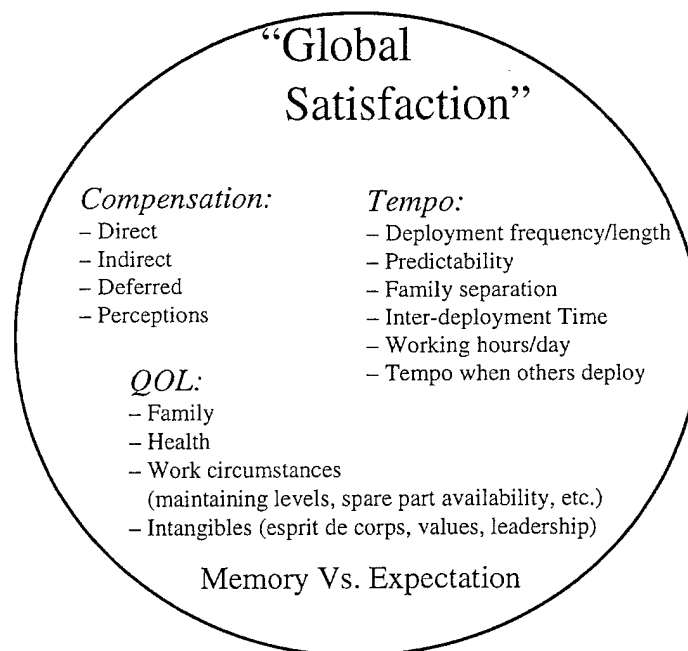 “Global
Satisfaction”
Compensation:
– Direct
– Indirect
– Deferred
– Perceptions
Tempo:
– Deployment frequency/length
– Predictability
– Family separation
– Inter-deployment Time
– Working hours/day
– Tempo when others deploy
QOL:
– Family
– Health
– Work circumstances
(maintaining levels, spare part availability, etc.)
– Intangibles (esprit de corps, values, leadership)
Memory Vs. Expectation